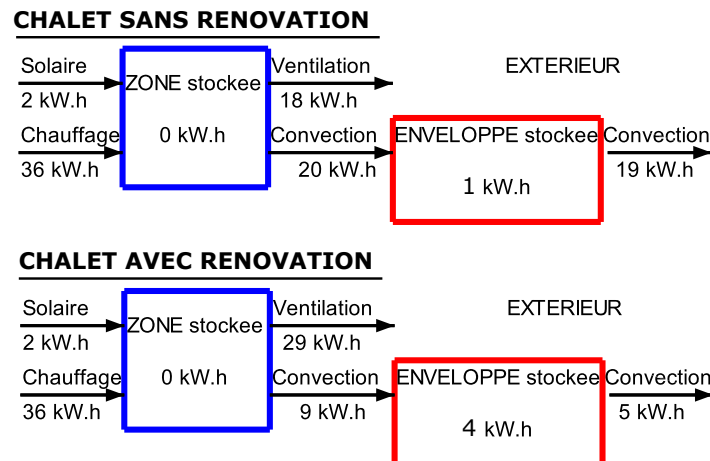 CHALET SANS RENOVATION
Solaire
2 kW.h
Chauffage
36 kW.h
ZONE stockee
0 kW.h
Ventilation
18 kW.h
Convection
20 kW.h
EXTERIEUR
ENVELOPPE stockee
1 kW.h
Convection
19 kW.h
CHALET AVEC RENOVATION
Solaire
2 kW.h
Chauffage
36 kW.h
ZONE stockee
0 kW.h
Ventilation
29 kW.h
Convection
9 kW.h
EXTERIEUR
ENVELOPPE stockee
4 kW.h
Convection
5 kW.h